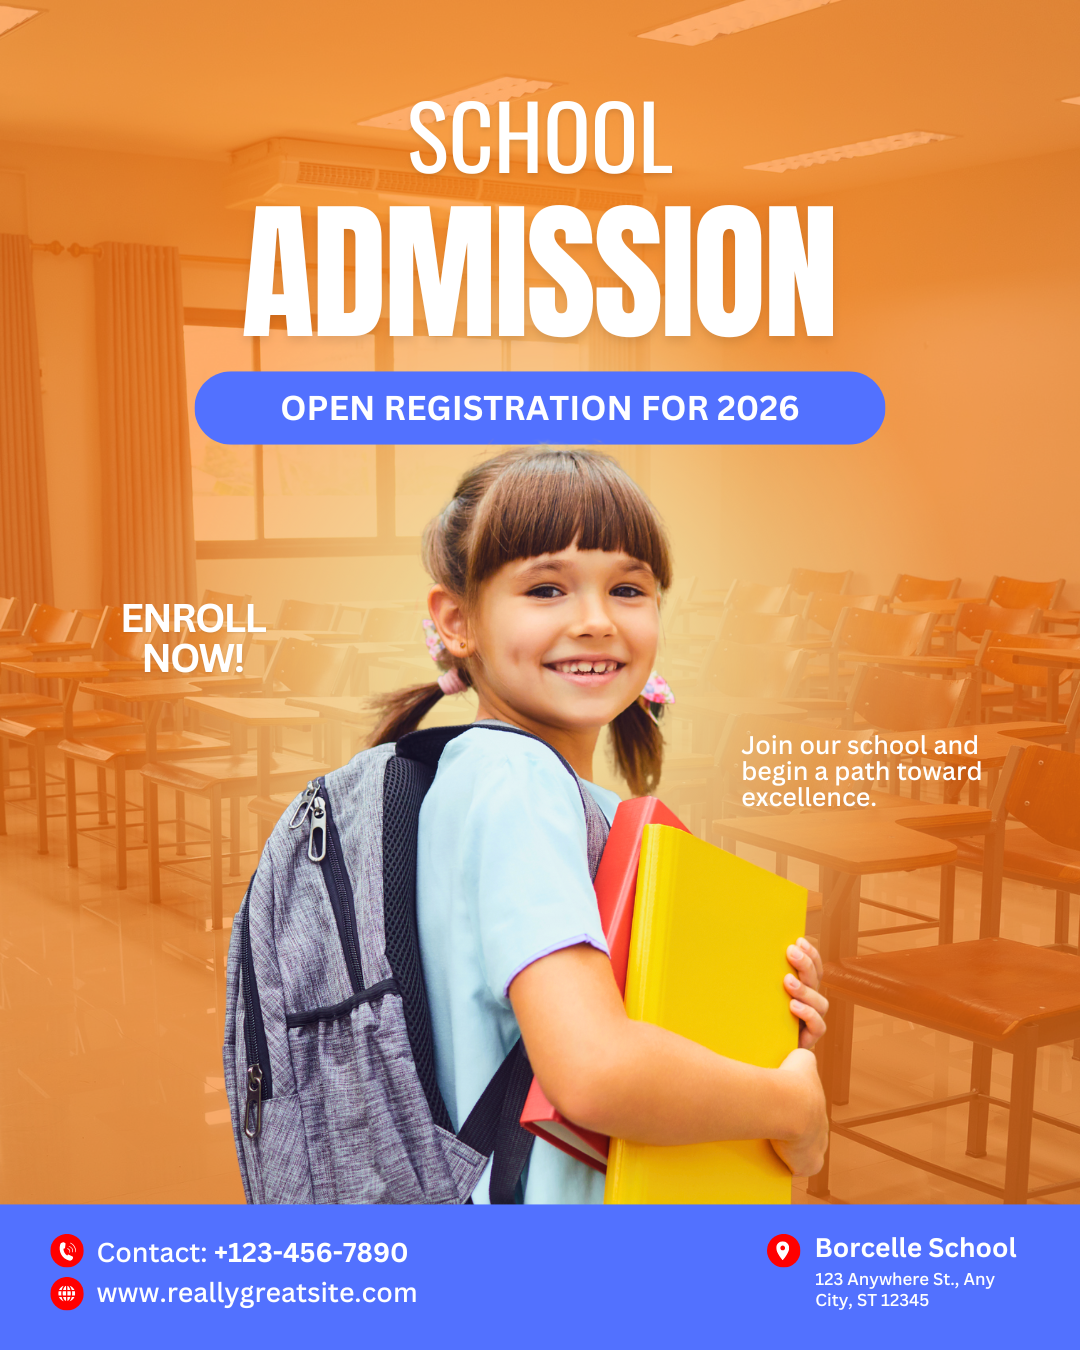 SCHOOL
ADMISSION
OPEN REGISTRATION FOR 2026
ENROLL
NOW!
Join our school and
begin a path toward
excellence.
Contact: +123-456-7890
www.reallygreatsite.com
Borcelle School
123 Anywhere St., Any
City, ST 12345